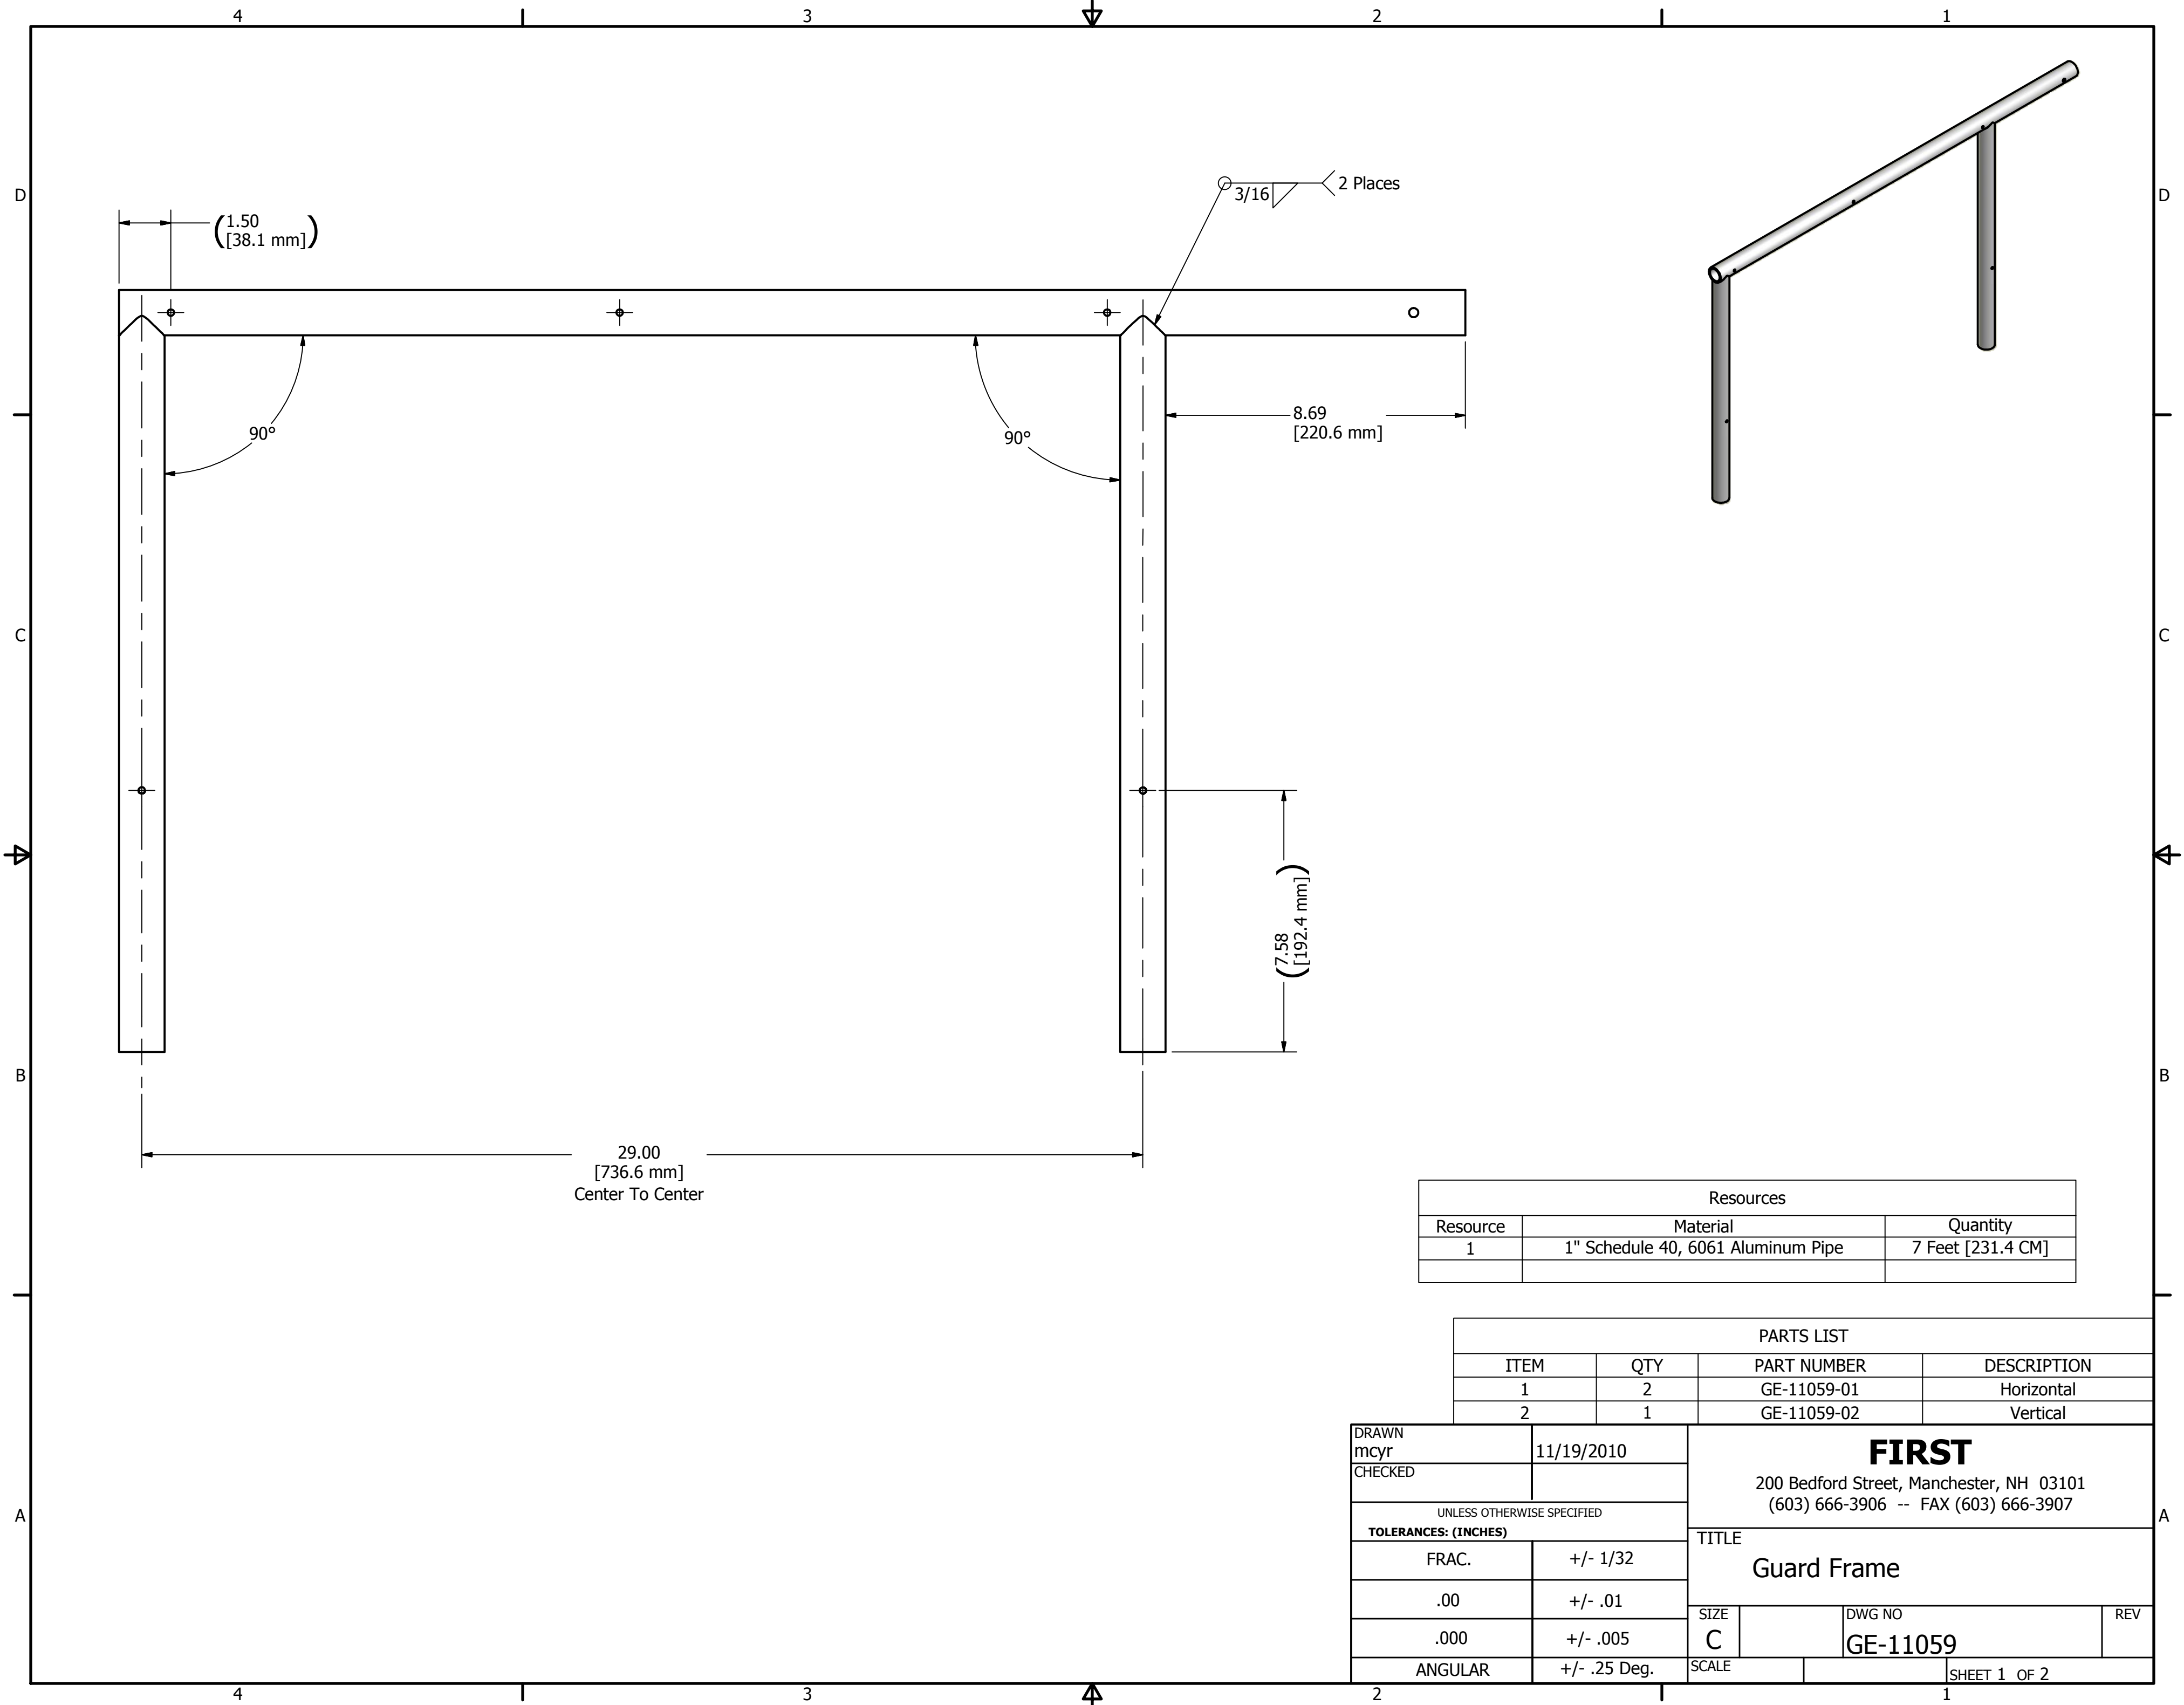 4 3 2 1
D D
C C
B B
A A
4 3 2 1
(1.50
[38.1 mm])
3/16 2 Places
90°
90°
8.69
[220.6 mm]
(7.58
[192.4 mm])
29.00
[736.6 mm]
Center To Center
Resources
Resource Material Quantity
1 1" Schedule 40, 6061 Aluminum Pipe 7 Feet [231.4 CM]
PARTS LIST
ITEM QTY PART NUMBER DESCRIPTION
1 2 GE-11059-01 Horizontal
2 1 GE-11059-02 Vertical
DRAWN
mcyr 11/19/2010
CHECKED
UNLESS OTHERWISE SPECIFIED
TOLERANCES: (INCHES)
FRAC. +/- 1/32
.00 +/- .01
.000 +/- .005
ANGULAR +/- .25 Deg.
FIRST
200 Bedford Street, Manchester, NH 03101
(603) 666-3906 -- FAX (603) 666-3907
TITLE
Guard Frame
SIZE
C
DWG NO
GE-11059
REV
SCALE
SHEET 1 OF 2